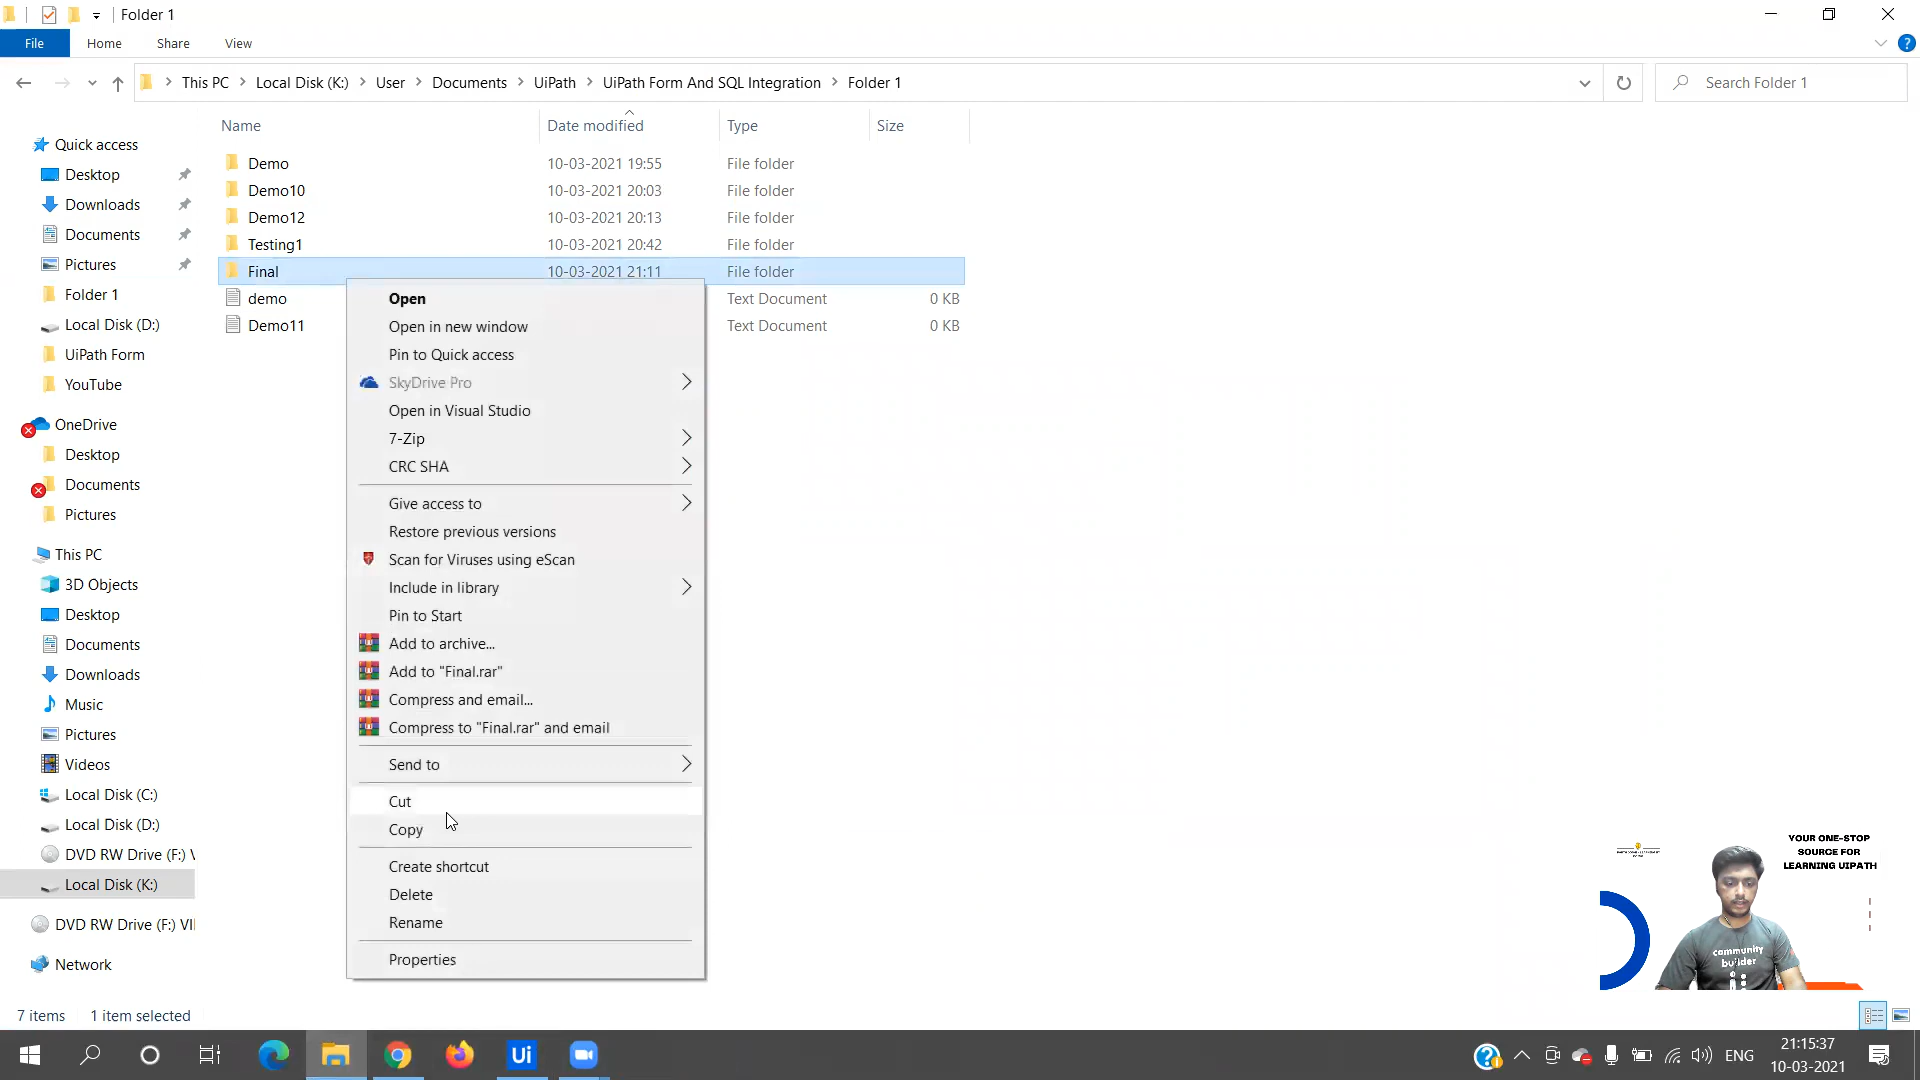 Folder 1
File Home Share View
This PC Local Disk (K:) User Documents UiPath UiPath Form And SQL Integration Folder 1
Search Folder 1
Name Date modified Type Size
Quick access
Desktop
Downloads
Documents
Pictures
Folder 1
Local Disk (D:)
UiPath Form
YouTube
OneDrive
Desktop
Documents
Pictures
This PC
3D Objects
Desktop
Documents
Downloads
Music
Pictures
Videos
Local Disk (C:)
Local Disk (D:)
DVD RW Drive (F:) V
Local Disk (K:)
DVD RW Drive (F:) VI
Network
Demo 10-03-2021 19:55 File folder
Demo10 10-03-2021 20:03 File folder
Demo12 10-03-2021 20:13 File folder
Testing1 10-03-2021 20:42 File folder
Final 10-03-2021 21:11 File folder
demo Text Document 0 KB
Demo11 Text Document 0 KB
Open
Open in new window
Pin to Quick access
SkyDrive Pro
Open in Visual Studio
7-Zip
CRC SHA
Give access to
Restore previous versions
Scan for Viruses using eScan
Include in library
Pin to Start
Add to archive...
Add to "Final.rar"
Compress and email...
Compress to "Final.rar" and email
Send to
Cut
Copy
Create shortcut
Delete
Rename
Properties
YOUR ONE-STOP
SOURCE FOR
LEARNING UIPATH
community
builder
7 items 1 item selected
Ui
ENG
21:15:37
10-03-2021